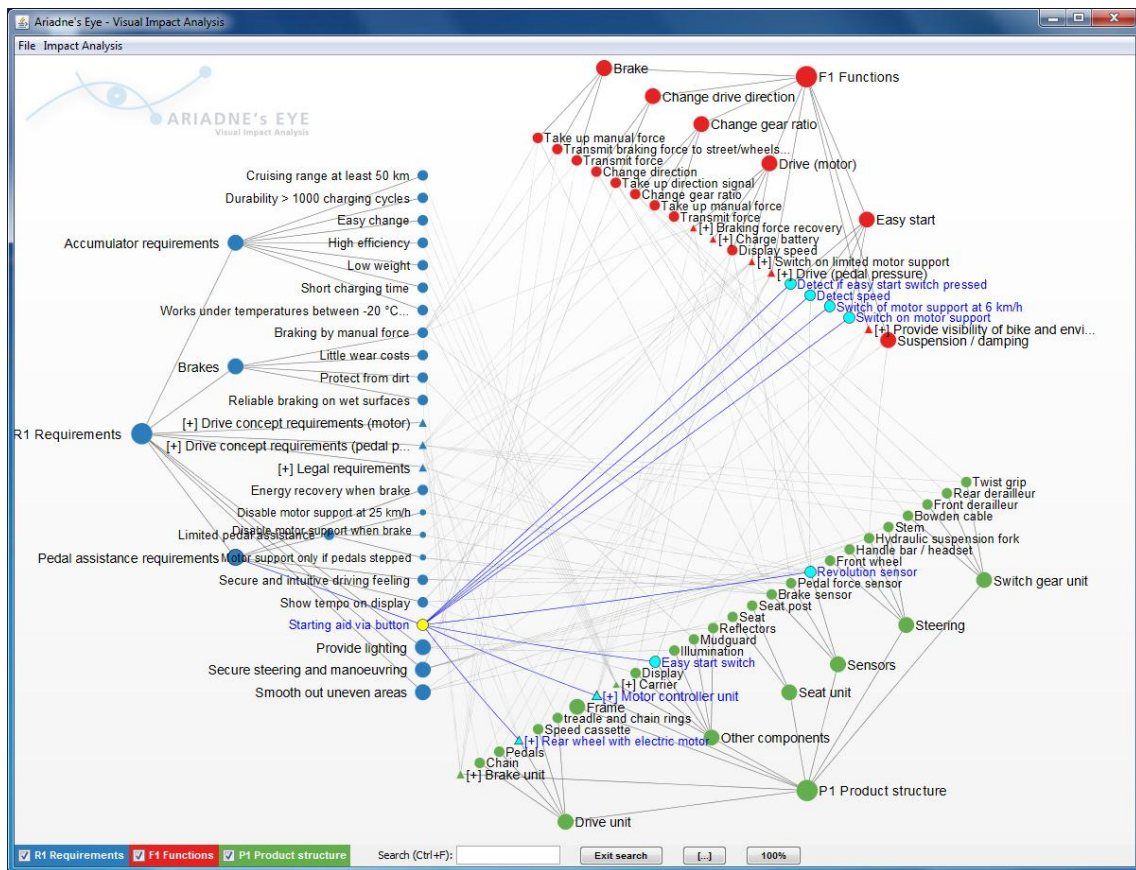 Ariadne's Eye - Visual Impact Analysis
File Impact Analysis
ARIADNE's EYE
Visual Impact Analysis
Brake
F1 Functions
Change drive direction
Change gear ratio
Take up manual force
Transmit braking force to street/wheels...
Transmit force
Change direction
Take up direction signal
Change gear ratio
Take up manual force
Transmit force
Drive (motor)
[+] Braking force recovery
[+] Charge battery
Display speed
[+] Switch on limited motor support
[+] Drive (pedal pressure)
Easy start
Detect if easy start switch pressed
Detect speed
Switch of motor support at 6 km/h
Switch on motor support
[+] Provide visibility of bike and envi...
Suspension / damping
Cruising range at least 50 km
Durability > 1000 charging cycles
Easy change
Accumulator requirements
High efficiency
Low weight
Short charging time
Works under temperatures between -20 °C...
Braking by manual force
Little wear costs
Brakes
Protect from dirt
Reliable braking on wet surfaces
[+] Drive concept requirements (motor)
R1 Requirements
[+] Drive concept requirements (pedal p...
[+] Legal requirements
Energy recovery when brake
Disable motor support at 25 km/h
Disable motor support when brake
Limited pedal assistance
Pedal assistance requirements
Motor support only if pedals stepped
Secure and intuitive driving feeling
Show tempo on display
Starting aid via button
Provide lighting
Secure steering and manoeuvring
Smooth out uneven areas
Twist grip
Rear derailleur
Front derailleur
Bowden cable
Stem
Hydraulic suspension fork
Handle bar / headset
Front wheel
Revolution sensor
Switch gear unit
Pedal force sensor
Brake sensor
Seat post
Seat
Steering
Reflectors
Mudguard
Illumination
Easy start switch
Sensors
Display
[+] Carrier
Seat unit
[+] Motor controller unit
Frame
treadle and chain rings
Speed cassette
[+] Rear wheel with electric motor
Other components
Pedals
Chain
[+] Brake unit
P1 Product structure
Drive unit
R1 Requirements F1 Functions P1 Product structure Search (Ctrl+F): Exit search [...] 100%